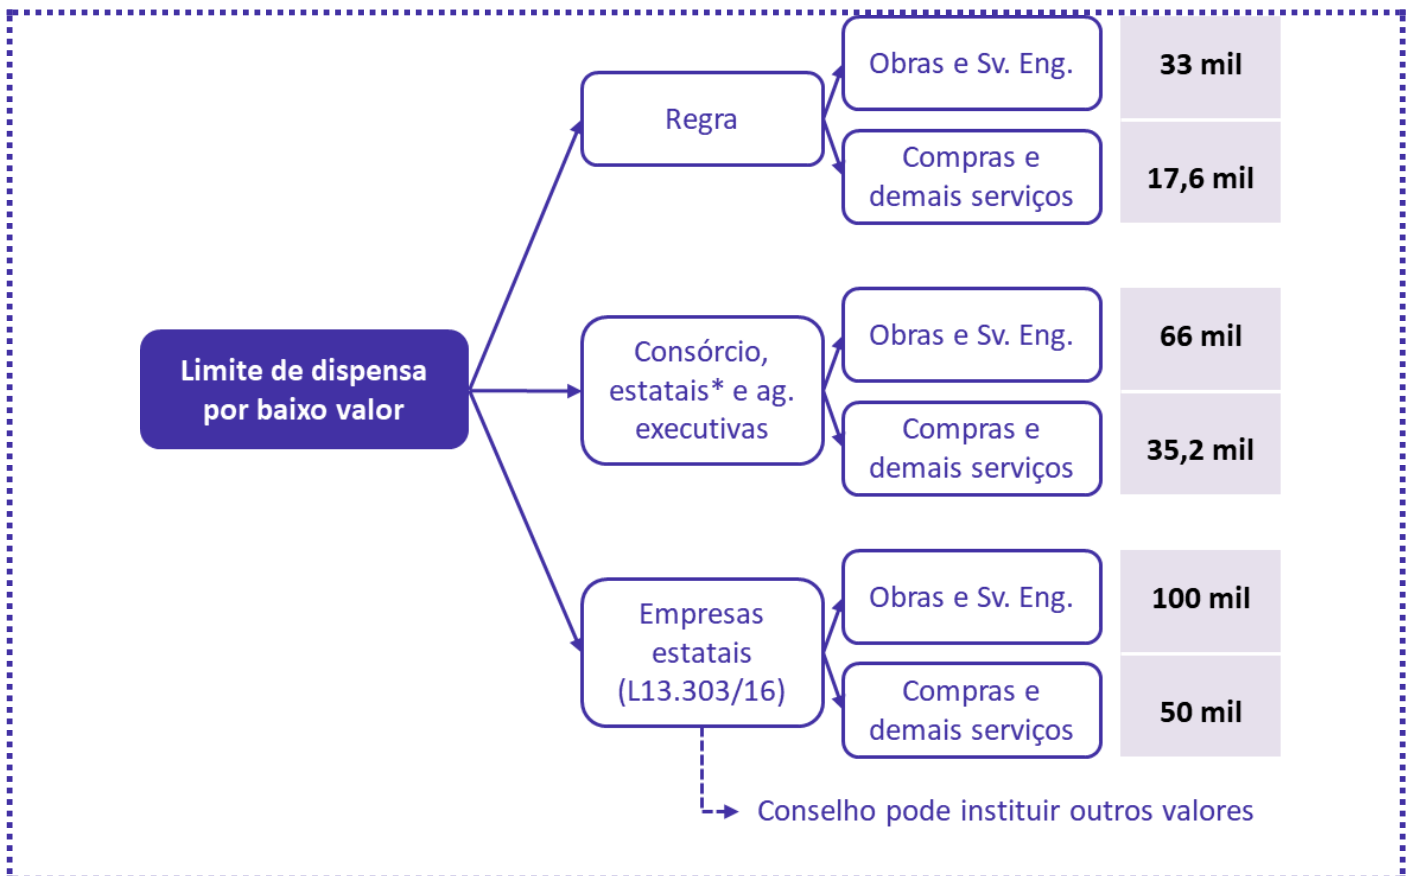 Limite de dispensa
por baixo valor
Regra
Obras e Sv. Eng.
33 mil
Compras e
demais serviços
17,6 mil
Consórcio,
estatais* e ag.
executivas
Obras e Sv. Eng.
66 mil
Compras e
demais serviços
35,2 mil
Empresas
estatais
(L13.303/16)
Obras e Sv. Eng.
100 mil
Compras e
demais serviços
50 mil
Conselho pode instituir outros valores